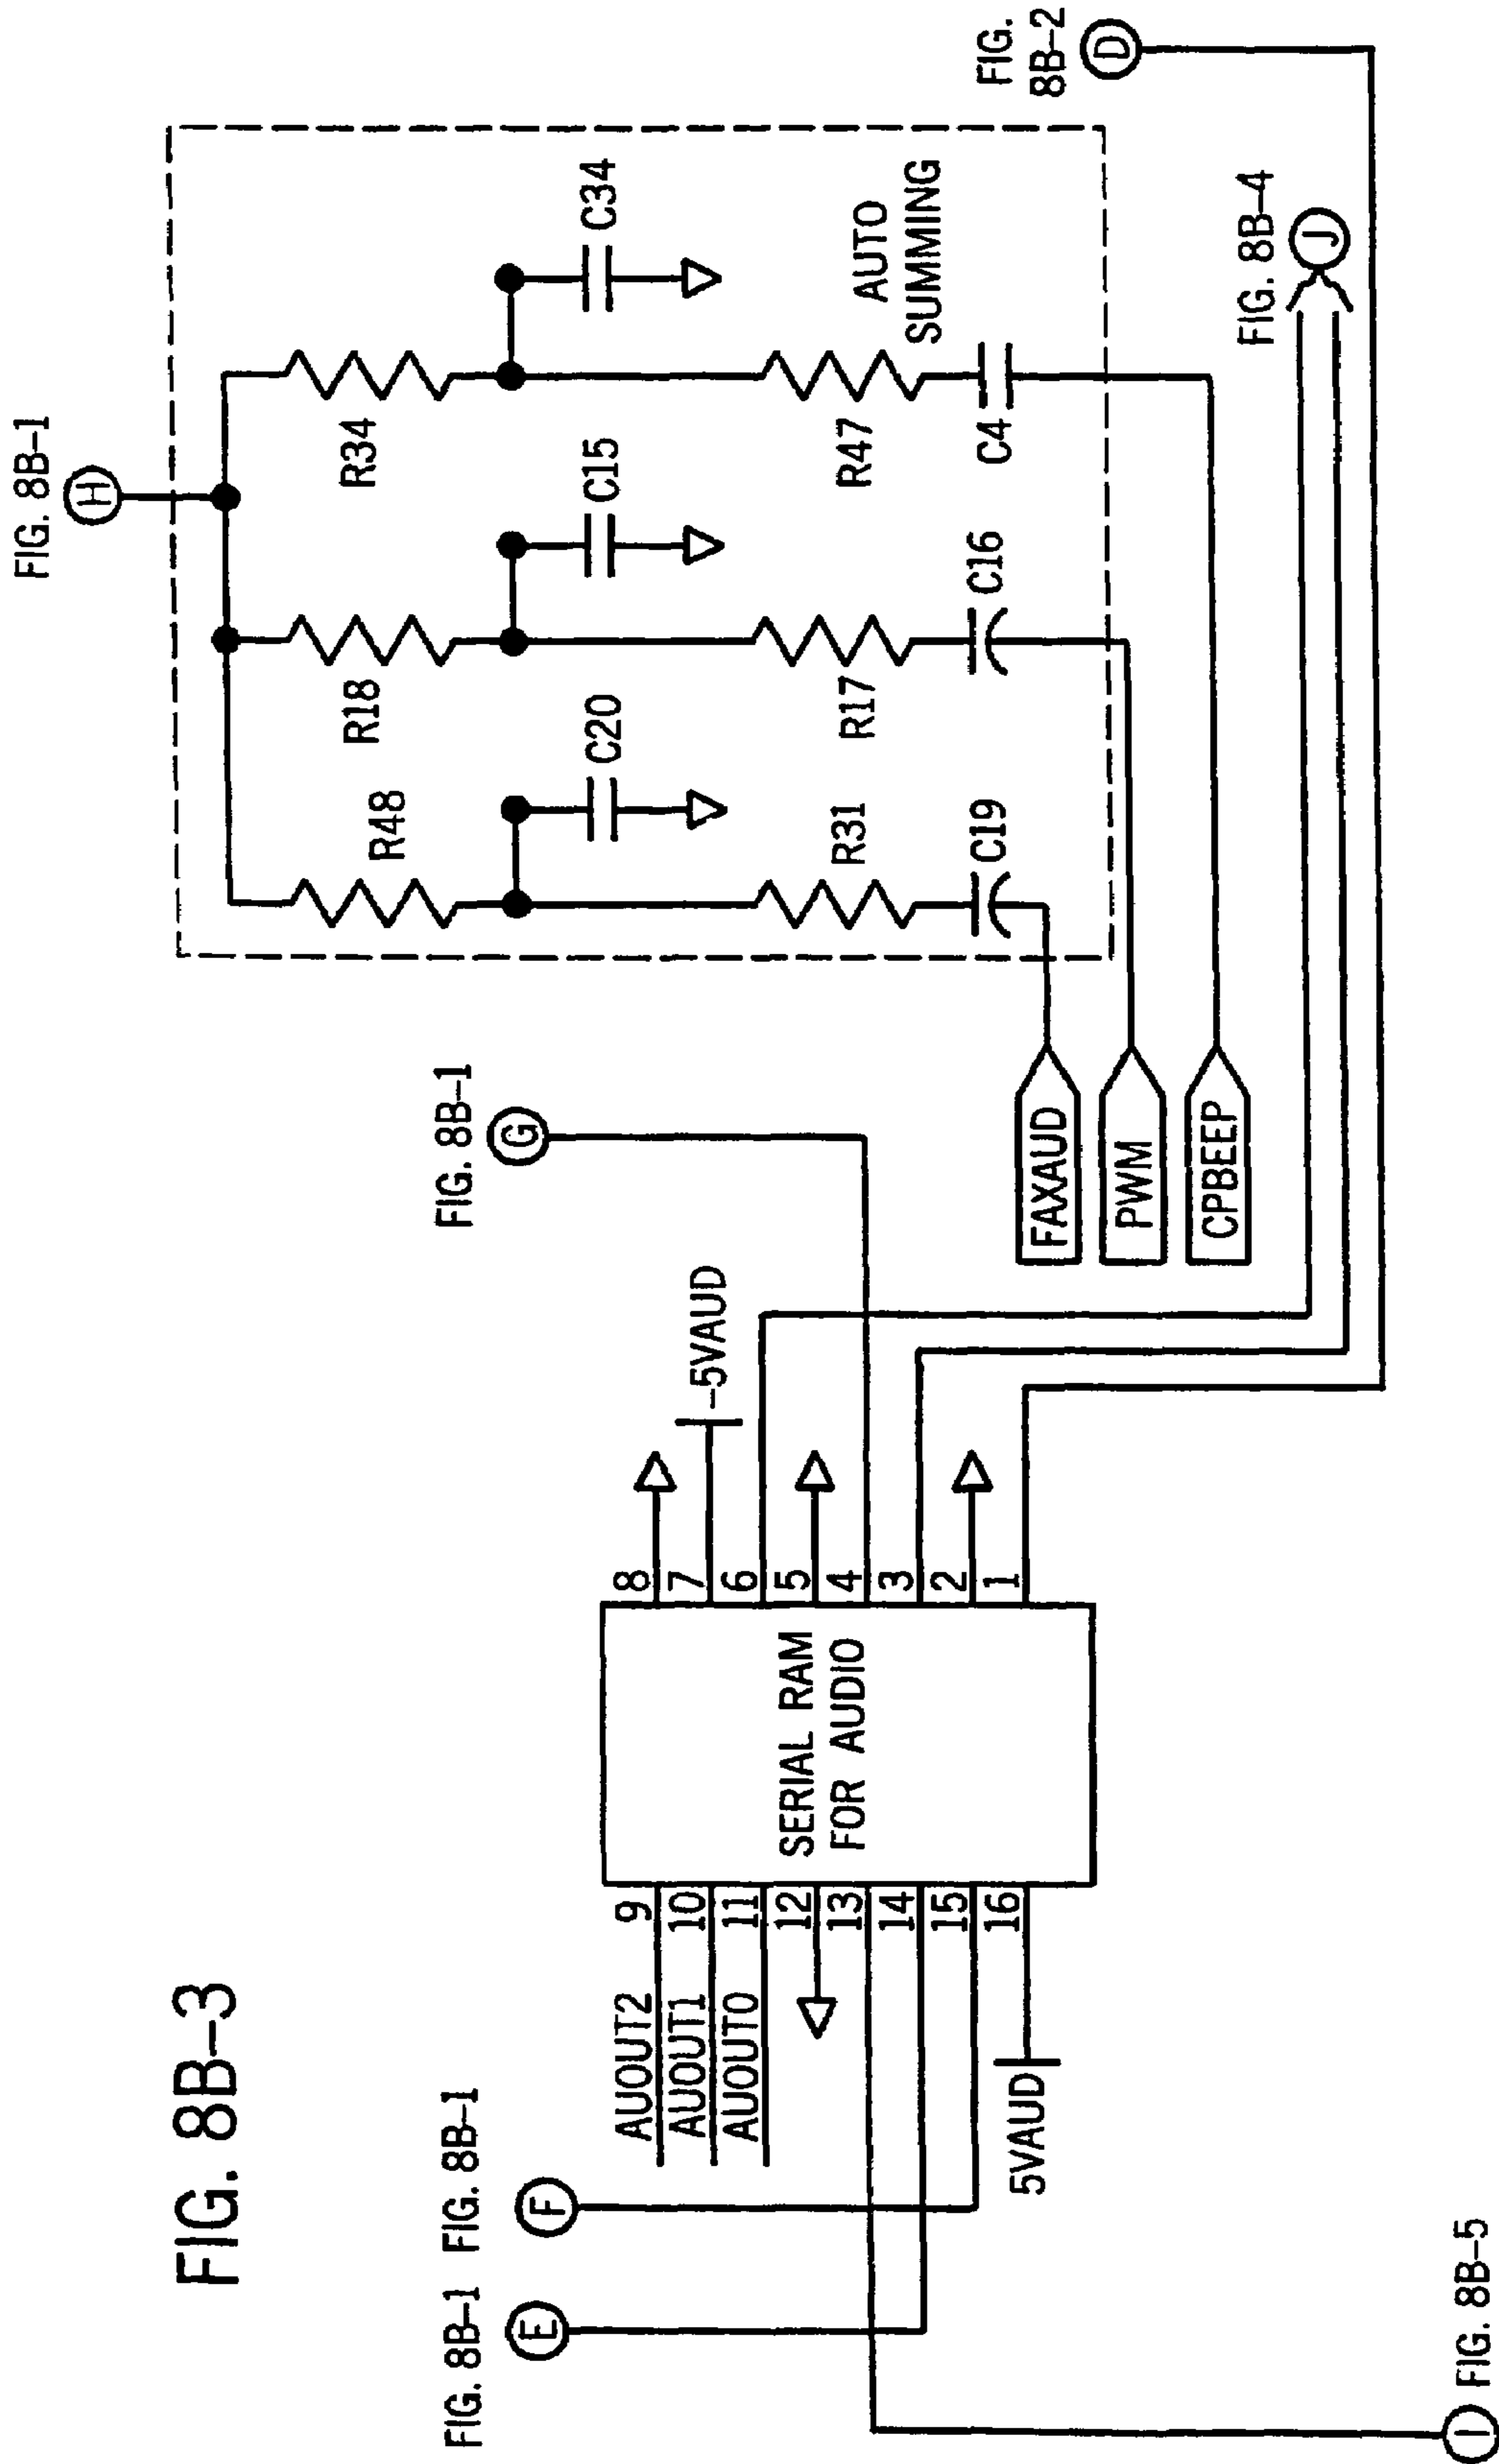 FIG. 8B-3
FIG. 8B-1
E
FIG. 8B-1
F
AUOUT2
AUOUT1
AUOUT0
5VAUD
I
FIG. 8B-5
9
10
11
12
13
14
15
16
SERIAL RAM
FOR AUDIO
8
7
6
5
4
3
2
1
-5VAUD
FIG. 8B-1
G
FAXAUD
PWM
CPBEEP
FIG. 8B-1
H
R48
R18
R34
C20
C15
C34
R31
R17
R47
C19
C16
C4
AUTO
SUMMING
FIG. 8B-4
J
FIG.
8B-2
D